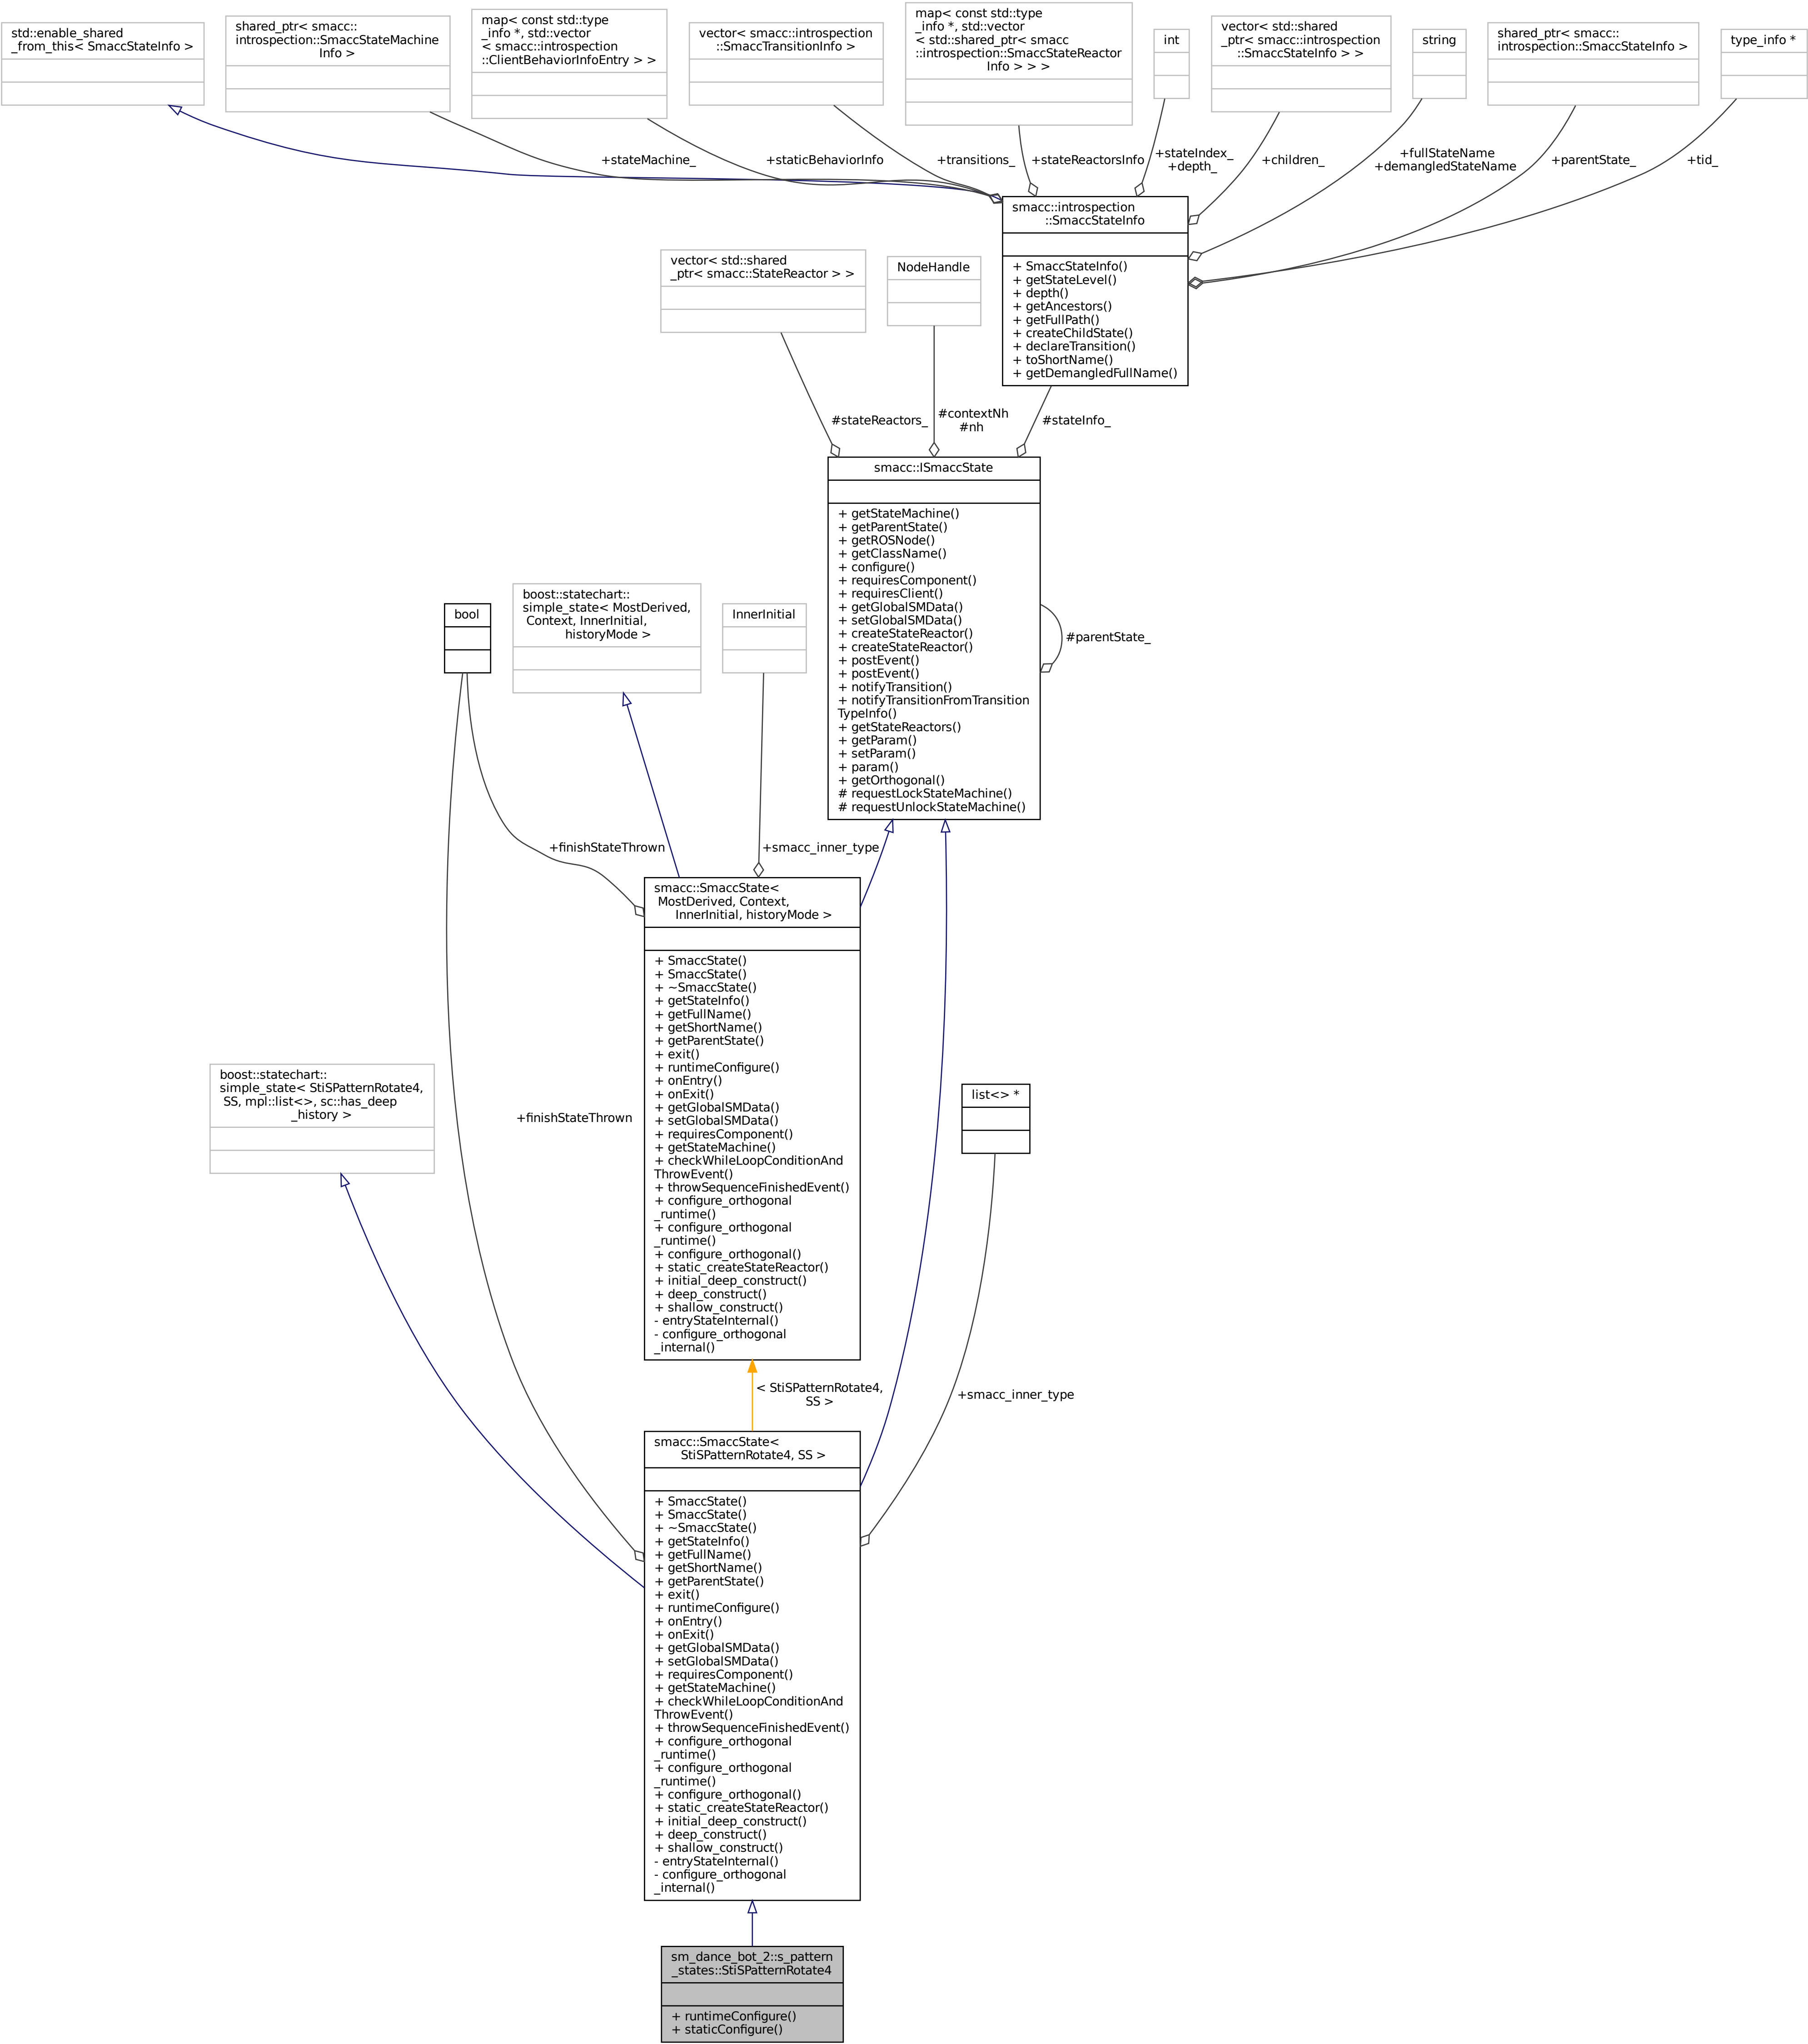 std::enable_shared
_from_this< SmaccStateInfo >
shared_ptr< smacc::
introspection::SmaccStateMachine
Info >
map< const std::type
_info *, std::vector
< smacc::introspection
::ClientBehaviorInfoEntry > >
vector< smacc::introspection
::SmaccTransitionInfo >
map< const std::type
_info *, std::vector
< std::shared_ptr< smacc
::introspection::SmaccStateReactor
Info > > >
int
vector< std::shared
_ptr< smacc::introspection
::SmaccStateInfo > >
string
shared_ptr< smacc::
introspection::SmaccStateInfo >
type_info *
+stateMachine_
+staticBehaviorInfo
+transitions_
+stateReactorsInfo
+stateIndex_
+depth_
+children_
+fullStateName
+demangledStateName
+parentState_
+tid_
smacc::introspection
::SmaccStateInfo
+ SmaccStateInfo()
+ getStateLevel()
+ depth()
+ getAncestors()
+ getFullPath()
+ createChildState()
+ declareTransition()
+ toShortName()
+ getDemangledFullName()
vector< std::shared
_ptr< smacc::StateReactor > >
NodeHandle
#stateReactors_
#contextNh
#nh
#stateInfo_
smacc::ISmaccState
+ getStateMachine()
+ getParentState()
+ getROSNode()
+ getClassName()
+ configure()
+ requiresComponent()
+ requiresClient()
+ getGlobalSMData()
+ setGlobalSMData()
+ createStateReactor()
+ createStateReactor()
+ postEvent()
+ postEvent()
+ notifyTransition()
+ notifyTransitionFromTransition
TypeInfo()
+ getStateReactors()
+ getParam()
+ setParam()
+ param()
+ getOrthogonal()
# requestLockStateMachine()
# requestUnlockStateMachine()
#parentState_
bool
boost::statechart::
simple_state< MostDerived,
Context, InnerInitial,
historyMode >
InnerInitial
+finishStateThrown
+smacc_inner_type
smacc::SmaccState<
MostDerived, Context,
InnerInitial, historyMode >
+ SmaccState()
+ SmaccState()
+ ~SmaccState()
+ getStateInfo()
+ getFullName()
+ getShortName()
+ getParentState()
+ exit()
+ runtimeConfigure()
+ onEntry()
+ onExit()
+ getGlobalSMData()
+ setGlobalSMData()
+ requiresComponent()
+ getStateMachine()
+ checkWhileLoopConditionAnd
ThrowEvent()
+ throwSequenceFinishedEvent()
+ configure_orthogonal
_runtime()
+ configure_orthogonal
_runtime()
+ configure_orthogonal()
+ static_createStateReactor()
+ initial_deep_construct()
+ deep_construct()
+ shallow_construct()
- entryStateInternal()
- configure_orthogonal
_internal()
boost::statechart::
simple_state< StiSPatternRotate4,
SS, mpl::list<>, sc::has_deep
_history >
+finishStateThrown
list<> *
< StiSPatternRotate4,
SS >
+smacc_inner_type
smacc::SmaccState<
StiSPatternRotate4, SS >
+ SmaccState()
+ SmaccState()
+ ~SmaccState()
+ getStateInfo()
+ getFullName()
+ getShortName()
+ getParentState()
+ exit()
+ runtimeConfigure()
+ onEntry()
+ onExit()
+ getGlobalSMData()
+ setGlobalSMData()
+ requiresComponent()
+ getStateMachine()
+ checkWhileLoopConditionAnd
ThrowEvent()
+ throwSequenceFinishedEvent()
+ configure_orthogonal
_runtime()
+ configure_orthogonal
_runtime()
+ configure_orthogonal()
+ static_createStateReactor()
+ initial_deep_construct()
+ deep_construct()
+ shallow_construct()
- entryStateInternal()
- configure_orthogonal
_internal()
sm_dance_bot_2::s_pattern
_states::StiSPatternRotate4
+ runtimeConfigure()
+ staticConfigure()